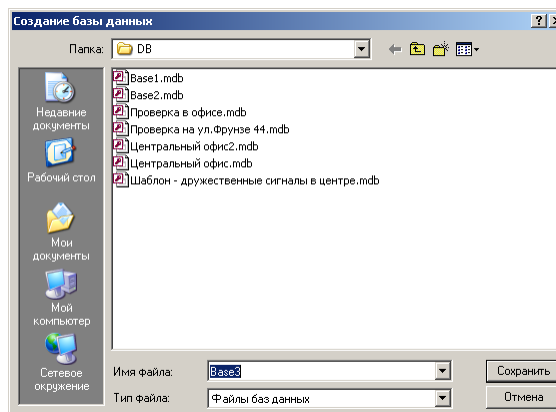 Создание базы данных
Папка: DB
Base1.mdb
Base2.mdb
Проверка в офисе.mdb
Проверка на ул.Фрунзе 44.mdb
Центральный офис2.mdb
Центральный офис.mdb
Шаблон - дружественные сигналы в центре.mdb
Недавние
документы
Рабочий стол
Мои
документы
Мой
компьютер
Сетевое
окружение
Имя файла: Base3 Сохранить
Тип файла: Файлы баз данных Отмена